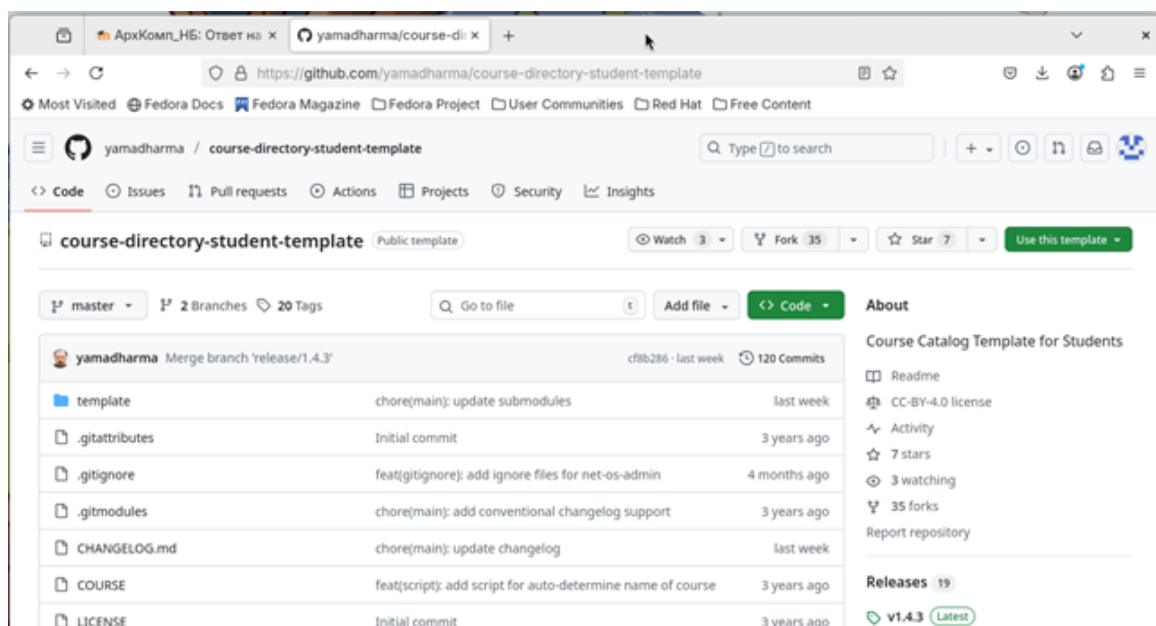 АрхКомп_НБ: Ответ на
yamadharma/course-dir
https://github.com/yamadharma/course-directory-student-template
Most Visited Fedora Docs Fedora Magazine Fedora Project User Communities Red Hat Free Content
yamadharma / course-directory-student-template
Type / to search
Code Issues Pull requests Actions Projects Security Insights
course-directory-student-template Public template
Watch 3 Fork 35 Star 7 Use this template
master 2 Branches 20 Tags Go to file t Add file Code
yamadharma Merge branch 'release/1.4.3' cf8b286 · last week 120 Commits
template chore(main): update submodules last week
.gitattributes Initial commit 3 years ago
.gitignore feat(gitignore): add ignore files for net-os-admin 4 months ago
.gitmodules chore(main): add conventional changelog support 3 years ago
CHANGELOG.md chore(main): update changelog last week
COURSE feat(script): add script for auto-determine name of course 3 years ago
LICENSE Initial commit 3 years ago
About
Course Catalog Template for Students
Readme
CC-BY-4.0 license
Activity
7 stars
3 watching
35 forks
Report repository
Releases 19
v1.4.3 Latest